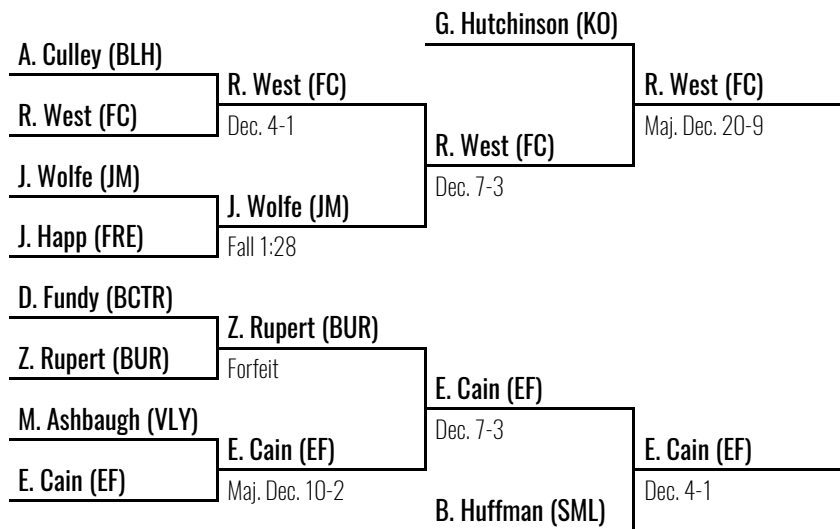 G. Hutchinson (KO)
A. Culley (BLH)
R. West (FC)
R. West (FC)
R. West (FC)
Dec. 4-1
Maj. Dec. 20-9
R. West (FC)
J. Wolfe (JM)
Dec. 7-3
J. Wolfe (JM)
J. Happ (FRE)
Fall 1:28
D. Fundy (BCTR)
Z. Rupert (BUR)
Z. Rupert (BUR)
Forfeit
E. Cain (EF)
M. Ashbaugh (VLY)
Dec. 7-3
E. Cain (EF)
E. Cain (EF)
E. Cain (EF)
Maj. Dec. 10-2
Dec. 4-1
B. Huffman (SML)